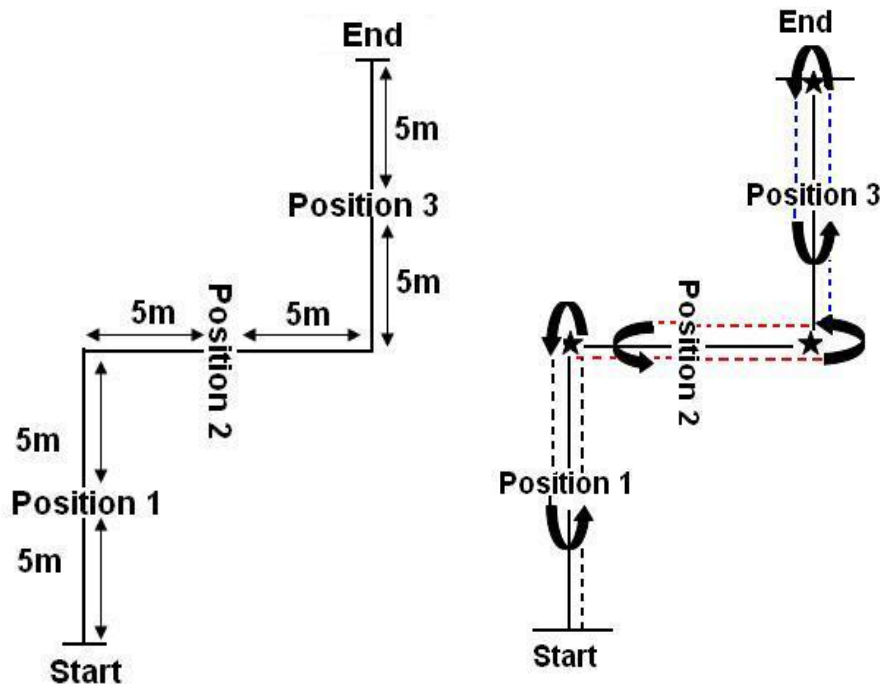 End
5m
Position 3
5m
5m
5m
Position 2
5m
Position 1
5m
Start
End
Position 3
Position 2
Position 1
Start